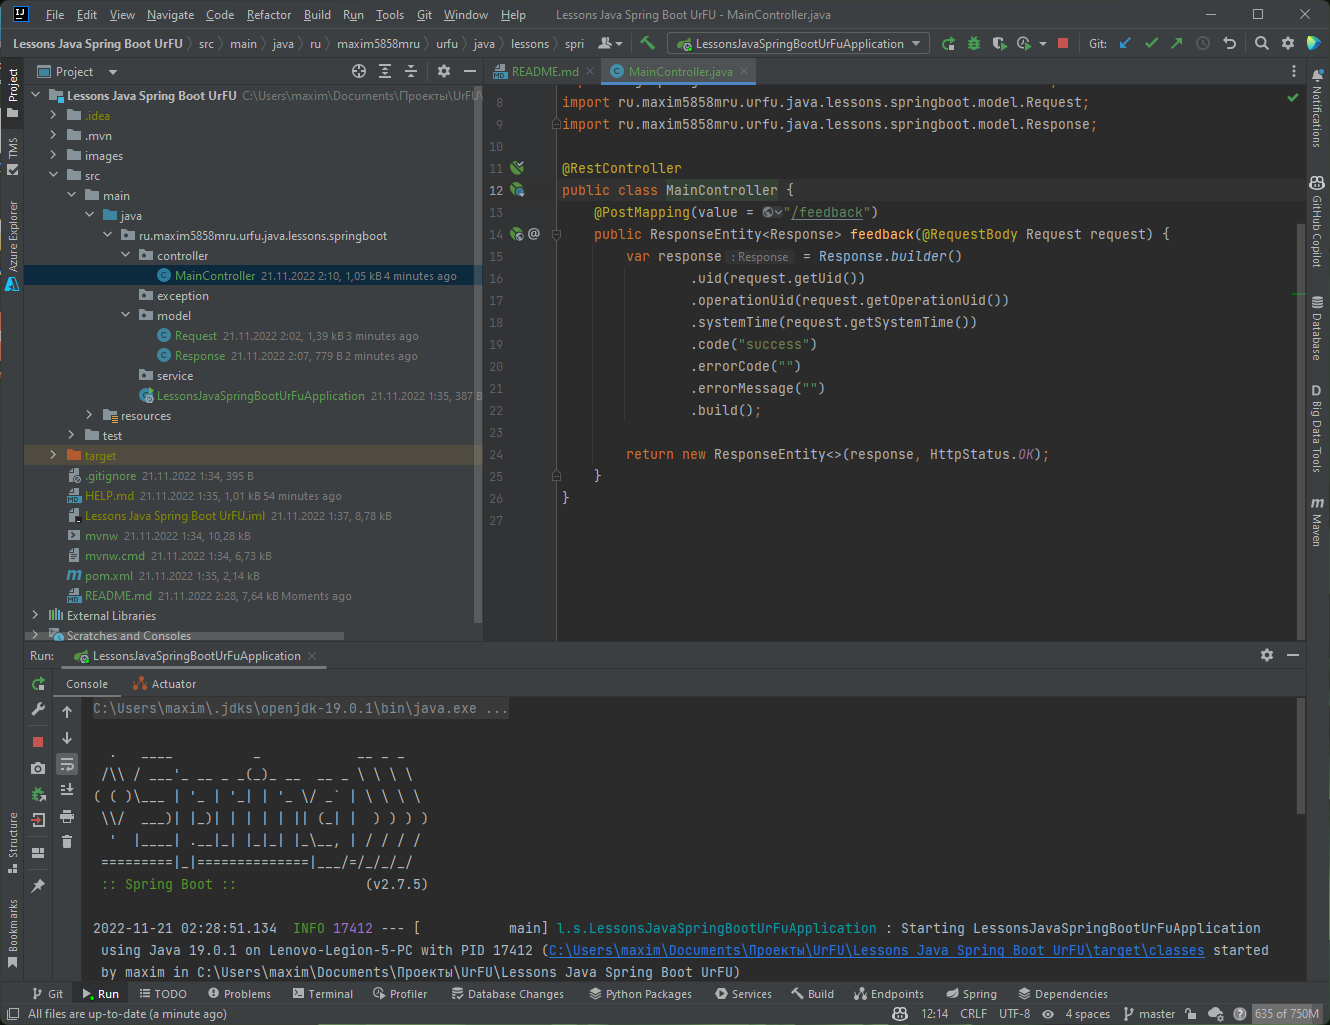 File Edit View Navigate Code Refactor Build Run Tools Git Window Help Lessons Java Spring Boot UrFU - MainController.java
Lessons Java Spring Boot UrFU src main java ru maxim5858mru urfu java lessons spri LessonsJavaSpringBootUrFuApplication Git:
Project
README.md MainController.java
Lessons Java Spring Boot UrFU C:\Users\maxim\Documents\Проекты\UrFU\
.idea
.mvn
images
src
main
java
ru.maxim5858mru.urfu.java.lessons.springboot
controller
MainController 21.11.2022 2:10, 1,05 kB 4 minutes ago
exception
model
Request 21.11.2022 2:02, 1,39 kB 3 minutes ago
Response 21.11.2022 2:07, 779 B 2 minutes ago
service
LessonsJavaSpringBootUrFuApplication 21.11.2022 1:35, 387 B
resources
test
target
.gitignore 21.11.2022 1:34, 395 B
HELP.md 21.11.2022 1:35, 1,01 kB 54 minutes ago
Lessons Java Spring Boot UrFU.iml 21.11.2022 1:37, 8,78 kB
mvnw 21.11.2022 1:34, 10,28 kB
mvnw.cmd 21.11.2022 1:34, 6,73 kB
pom.xml 21.11.2022 1:35, 2,14 kB
README.md 21.11.2022 2:28, 7,64 kB Moments ago
External Libraries
Scratches and Consoles
8 import ru.maxim5858mru.urfu.java.lessons.springboot.model.Request;
9 import ru.maxim5858mru.urfu.java.lessons.springboot.model.Response;
10
11 @RestController
12 public class MainController {
13 @PostMapping(value = "/feedback")
14 public ResponseEntity<Response> feedback(@RequestBody Request request) {
15 var response : Response = Response.builder()
16 .uid(request.getUid())
17 .operationUid(request.getOperationUid())
18 .systemTime(request.getSystemTime())
19 .code("success")
20 .errorCode("")
21 .errorMessage("")
22 .build();
23
24 return new ResponseEntity<>(response, HttpStatus.OK);
25 }
26 }
27
Project
TMS
Azure Explorer
Structure
Bookmarks
Notifications
GitHub Copilot
Database
D Big Data Tools
m Maven
Run: LessonsJavaSpringBootUrFuApplication
Console Actuator
C:\Users\maxim\.jdks\openjdk-19.0.1\bin\java.exe ...
  .   ____          _            __ _ _
 /\\ / ___'_ __ _ _(_)_ __  __ _ \ \ \ \
( ( )\___ | '_ | '_| | '_ \/ _` | \ \ \ \
 \\/  ___)| |_)| | | | | || (_| |  ) ) ) )
  '  |____| .__|_| |_|_| |_\__, | / / / /
 =========|_|==============|___/=/_/_/_/
:: Spring Boot :: (v2.7.5)
2022-11-21 02:28:51.134 INFO 17412 --- [ main] l.s.LessonsJavaSpringBootUrFuApplication : Starting LessonsJavaSpringBootUrFuApplication
using Java 19.0.1 on Lenovo-Legion-5-PC with PID 17412 (C:\Users\maxim\Documents\Проекты\UrFU\Lessons Java Spring Boot UrFU\target\classes started
by maxim in C:\Users\maxim\Documents\Проекты\UrFU\Lessons Java Spring Boot UrFU)
Git Run TODO Problems Terminal Profiler Database Changes Python Packages Services Build Endpoints Spring Dependencies
All files are up-to-date (a minute ago) 12:14 CRLF UTF-8 4 spaces master 635 of 750M